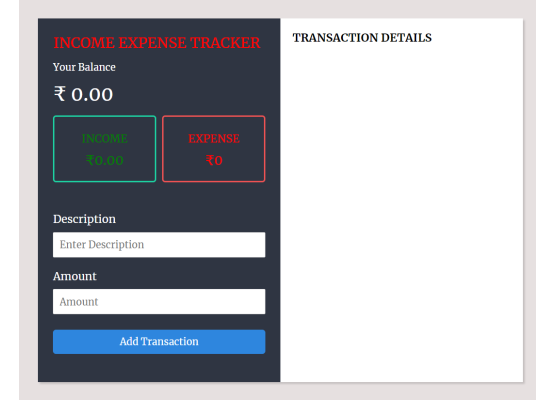 INCOME EXPENSE TRACKER
Your Balance
₹ 0.00
INCOME
₹0.00
EXPENSE
₹0
Description
Enter Description
Amount
Amount
Add Transaction
TRANSACTION DETAILS